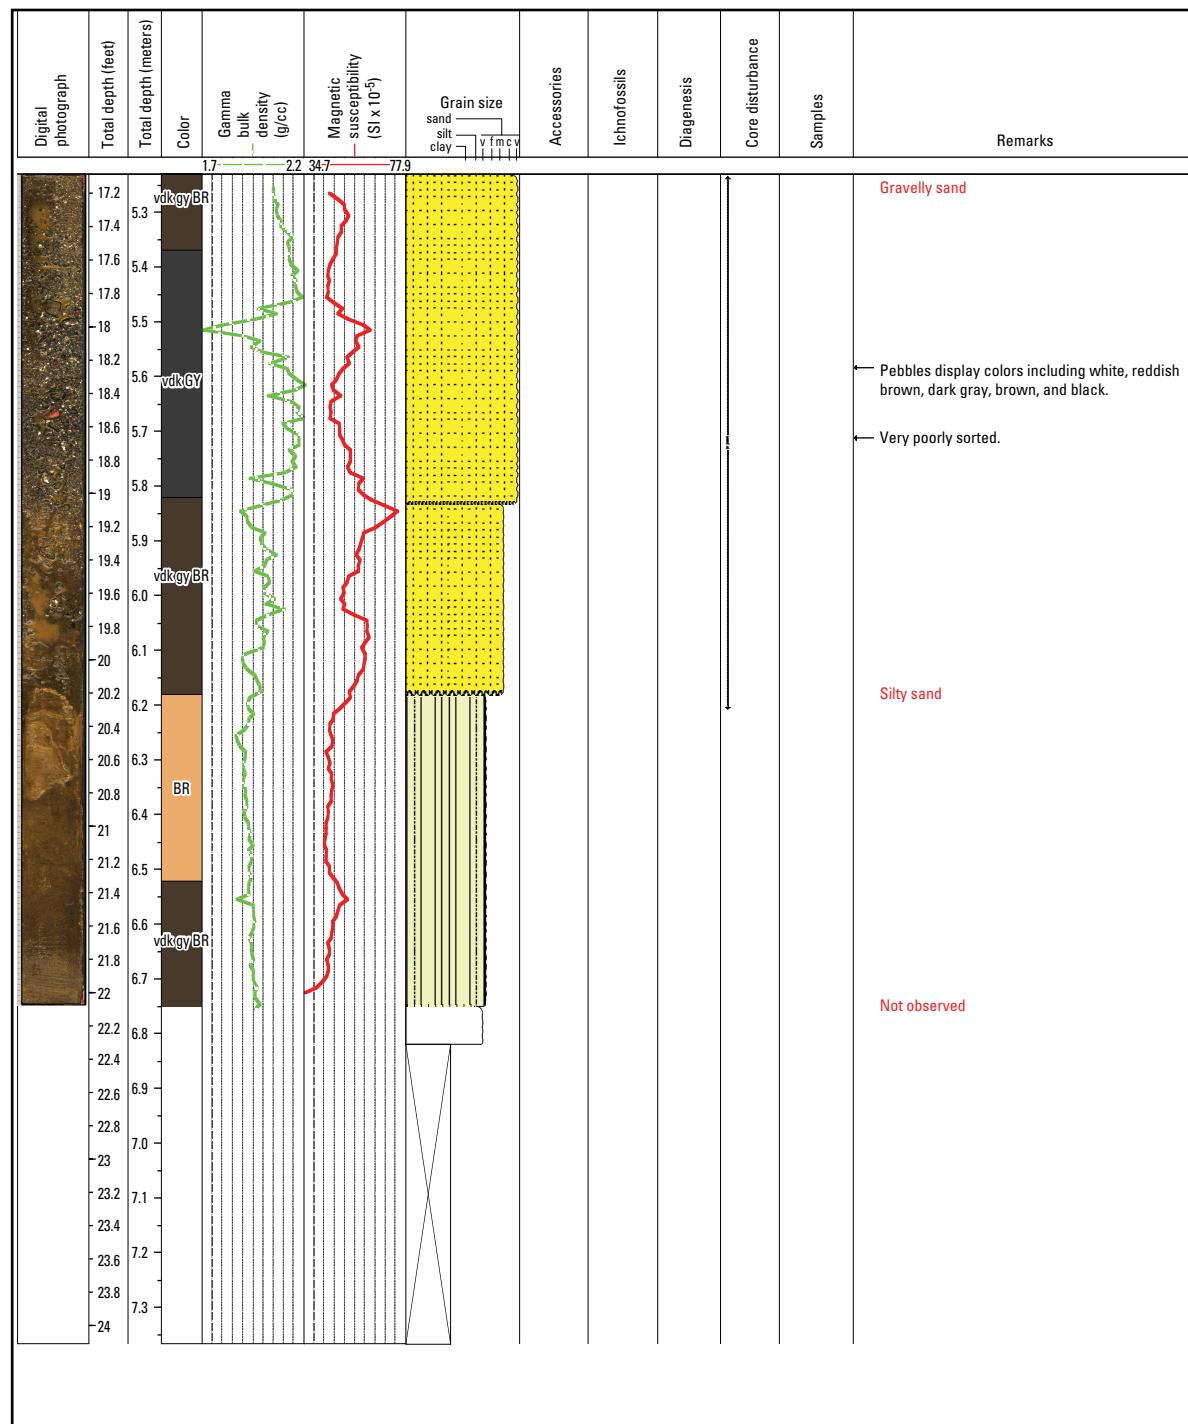 Digital
photograph
Total depth (feet)
Total depth (meters)
Color
Gamma
bulk
density
(g/cc)
Magnetic
susceptibility
(SI x 10-5)
Grain size
sand
silt
clay
v f m c v
Accessories
Ichnofossils
Diagenesis
Core disturbance
Samples
Remarks
1.7 2.2 34.7 77.9
17.2
17.4
17.6
17.8
18
18.2
18.4
18.6
18.8
19
19.2
19.4
19.6
19.8
20
20.2
20.4
20.6
20.8
21
21.2
21.4
21.6
21.8
22
22.2
22.4
22.6
22.8
23
23.2
23.4
23.6
23.8
24
5.3
5.4
5.5
5.6
5.7
5.8
5.9
6.0
6.1
6.2
6.3
6.4
6.5
6.6
6.7
6.8
6.9
7.0
7.1
7.2
7.3
vdk gy BR
vdk GY
vdk gy BR
BR
vdk gy BR
Gravelly sand
Pebbles display colors including white, reddish
brown, dark gray, brown, and black.
Very poorly sorted.
Silty sand
Not observed